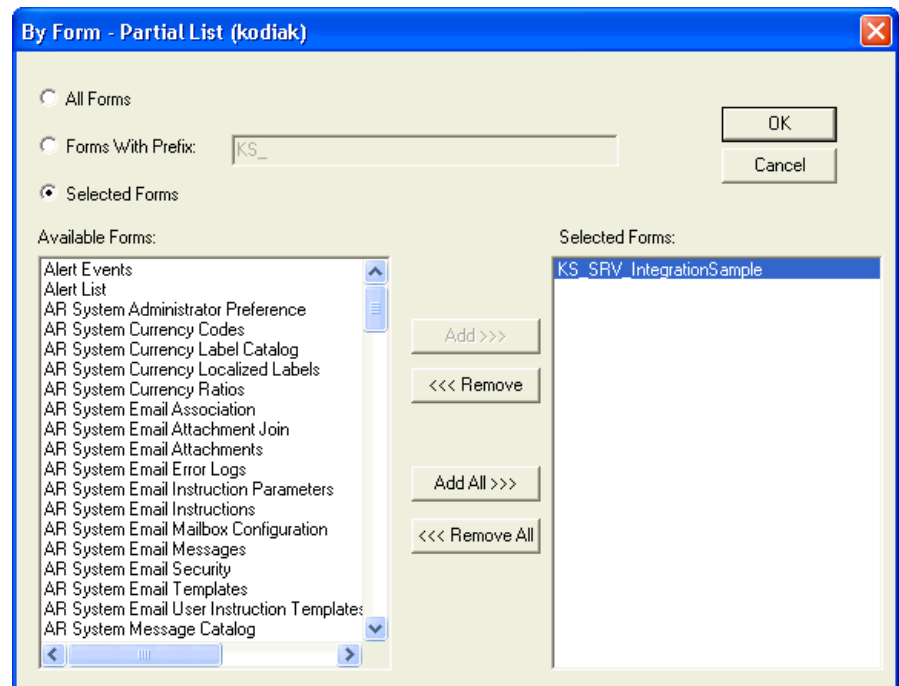 By Form - Partial List (kodiak)
All Forms
Forms With Prefix: KS_
OK
Cancel
Selected Forms
Available Forms:
Selected Forms:
Alert Events
Alert List
AR System Administrator Preference
AR System Currency Codes
AR System Currency Label Catalog
AR System Currency Localized Labels
AR System Currency Ratios
AR System Email Association
AR System Email Attachment Join
AR System Email Attachments
AR System Email Error Logs
AR System Email Instruction Parameters
AR System Email Instructions
AR System Email Mailbox Configuration
AR System Email Messages
AR System Email Security
AR System Email Templates
AR System Email User Instruction Templates
AR System Message Catalog
Add >>>
<<< Remove
Add All >>>
<<< Remove All
KS_SRV_IntegrationSample